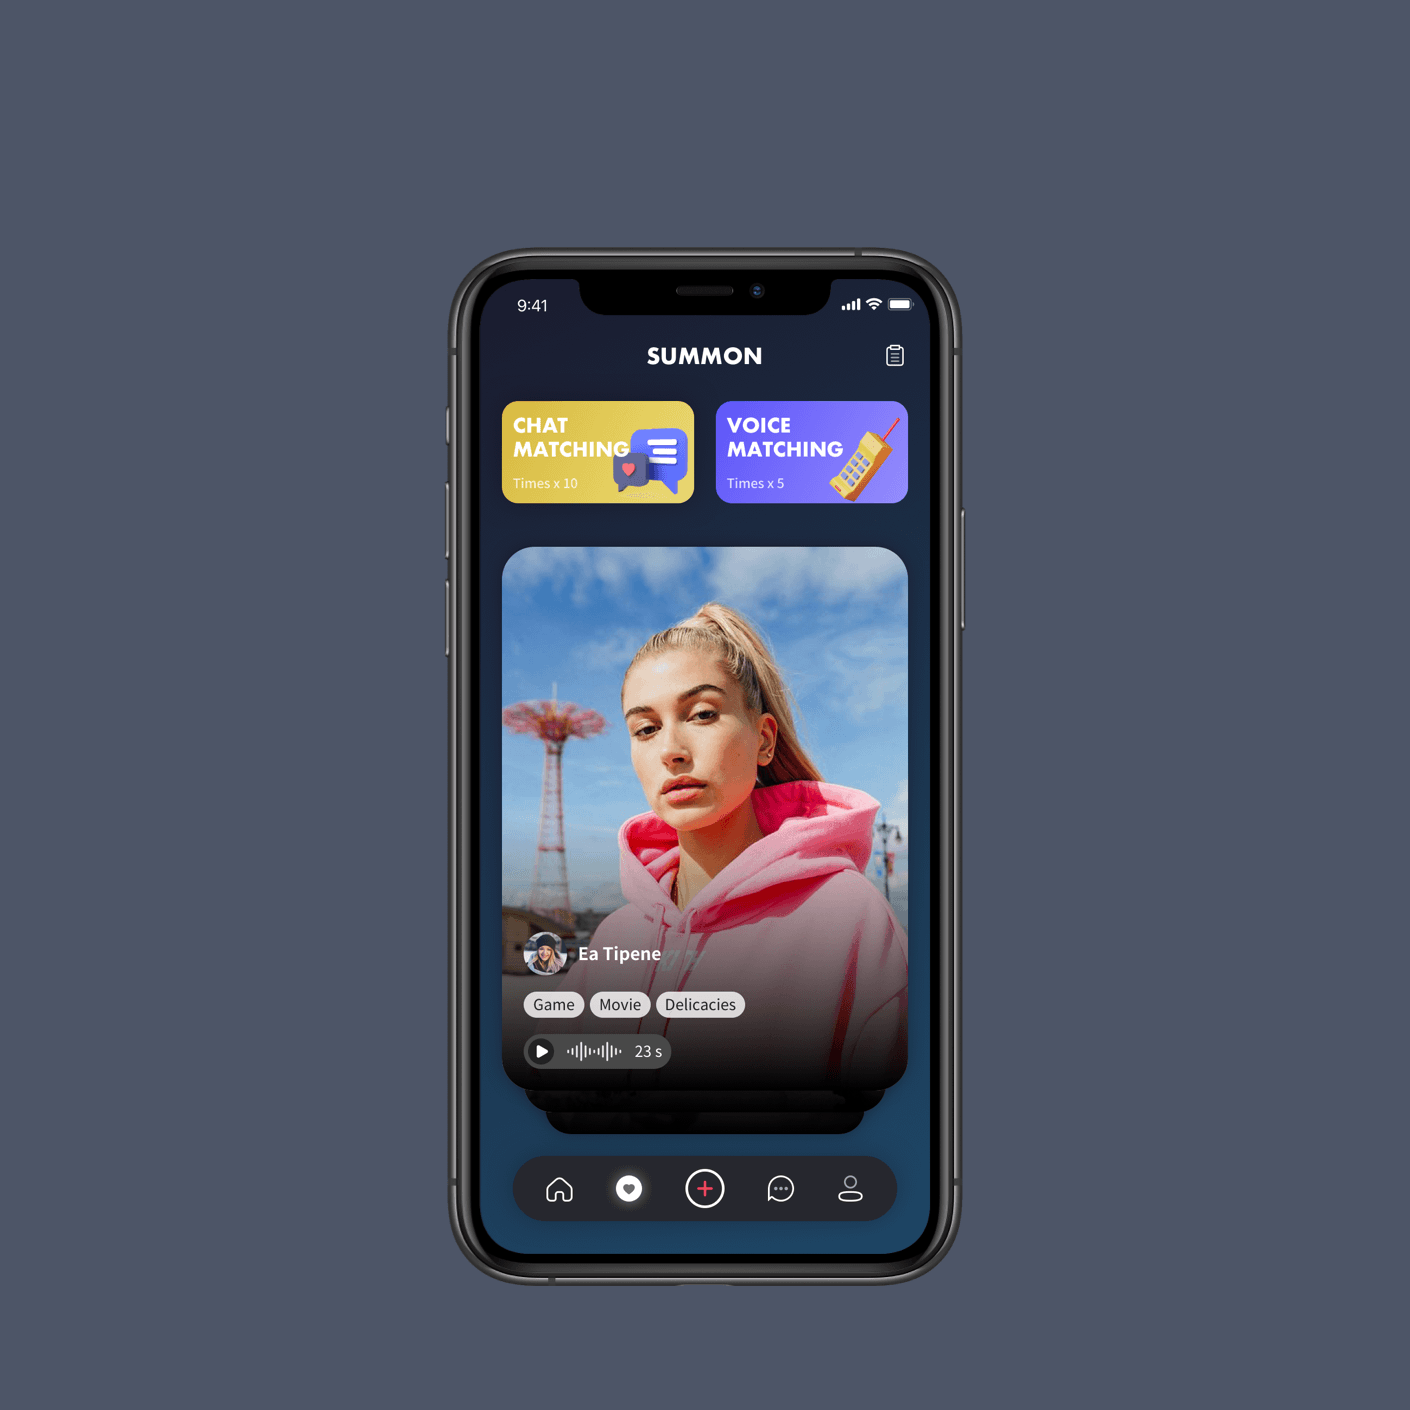 9:41
SUMMON
CHAT
MATCHING
Times x 10
VOICE
MATCHING
Times x 5
Ea Tipene
Game Movie Delicacies
23 s